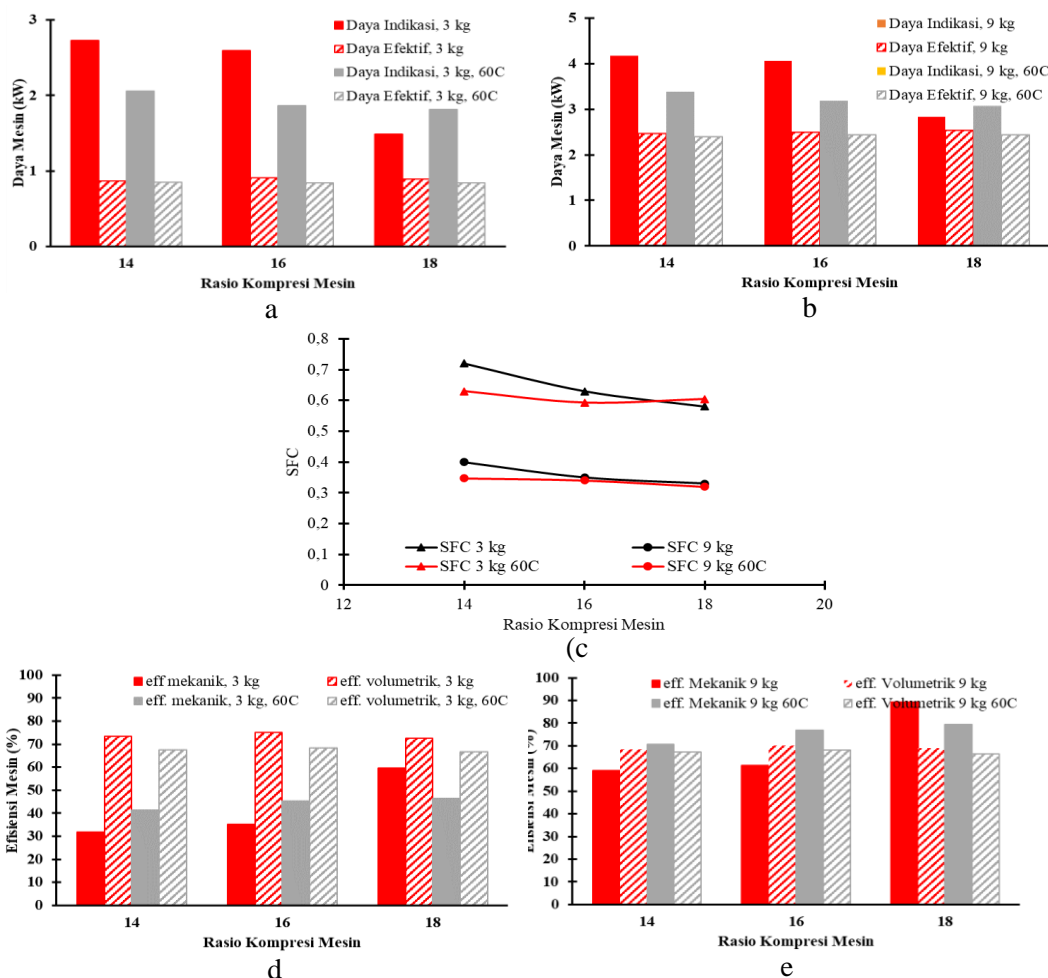 3
2
1
0
Daya Mesin (kW)
Daya Indikasi, 3 kg
Daya Efektif, 3 kg
Daya Indikasi, 3 kg, 60C
Daya Efektif, 3 kg, 60C
14 16 18
Rasio Kompresi Mesin
a
5
4
3
2
1
0
Daya Mesin (kW)
Daya Indikasi, 9 kg
Daya Efektif, 9 kg
Daya Indikasi, 9 kg, 60C
Daya Efektif, 9 kg, 60C
14 16 18
Rasio Kompresi Mesin
b
0,8
0,7
0,6
0,5
0,4
0,3
0,2
0,1
0
SFC
SFC 3 kg SFC 9 kg
SFC 3 kg 60C SFC 9 kg 60C
12 14 16 18 20
Rasio Kompresi Mesin
(c
100
90
80
70
60
50
40
30
20
10
0
Efisiensi Mesin (%)
eff mekanik, 3 kg eff. volumetrik, 3 kg
eff. mekanik, 3 kg, 60C eff. volumetrik, 3 kg, 60C
14 16 18
Rasio Kompresi Mesin
d
100
90
80
70
60
50
40
30
20
10
0
Efisiensi Mesin (%)
eff. Mekanik 9 kg eff. Volumetrik 9 kg
eff. Mekanik 9 kg 60C eff. Volumetrik 9 kg 60C
14 16 18
Rasio Kompresi Mesin
e